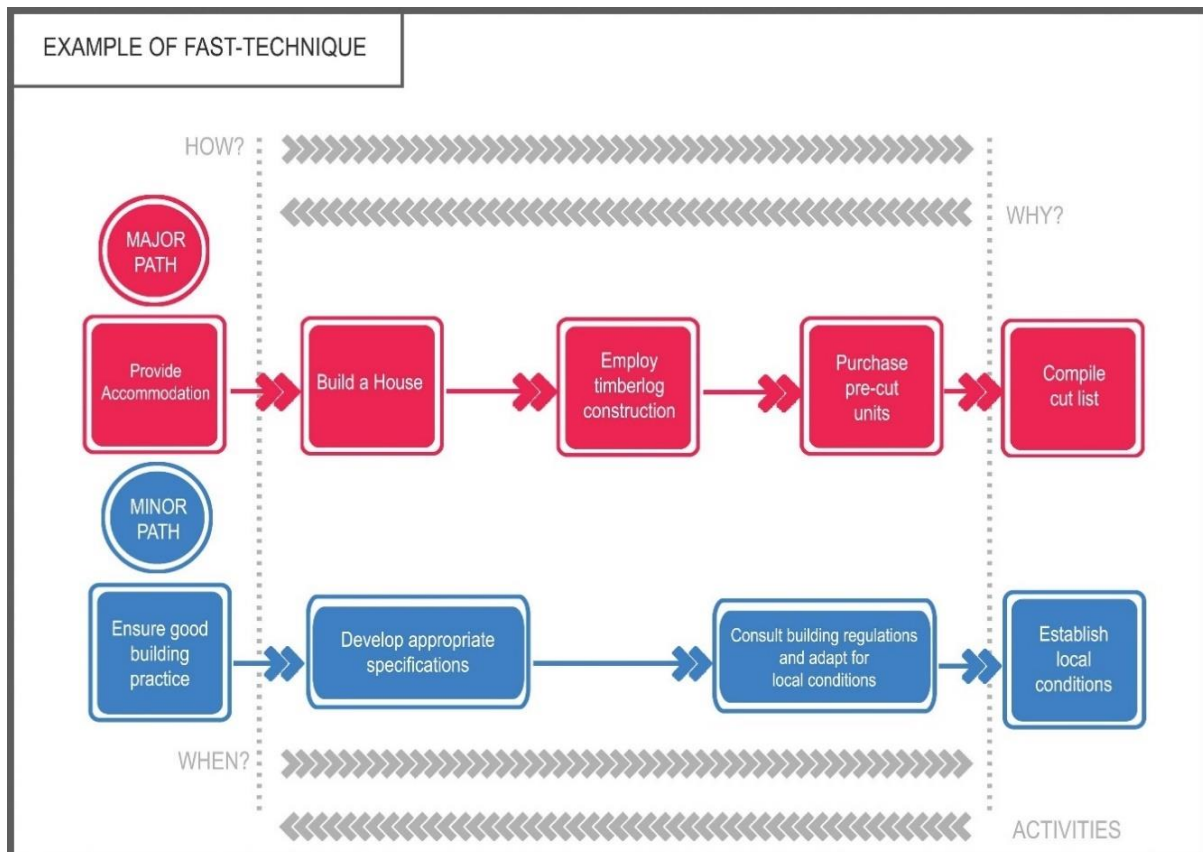 EXAMPLE OF FAST-TECHNIQUE
HOW?
WHY?
MAJOR
PATH
Provide
Accommodation
Build a House
Employ
timberlog
construction
Purchase
pre-cut
units
Compile
cut list
MINOR
PATH
Ensure good
building
practice
Develop appropriate
specifications
Consult building regulations
and adapt for
local conditions
Establish
local
conditions
WHEN?
ACTIVITIES